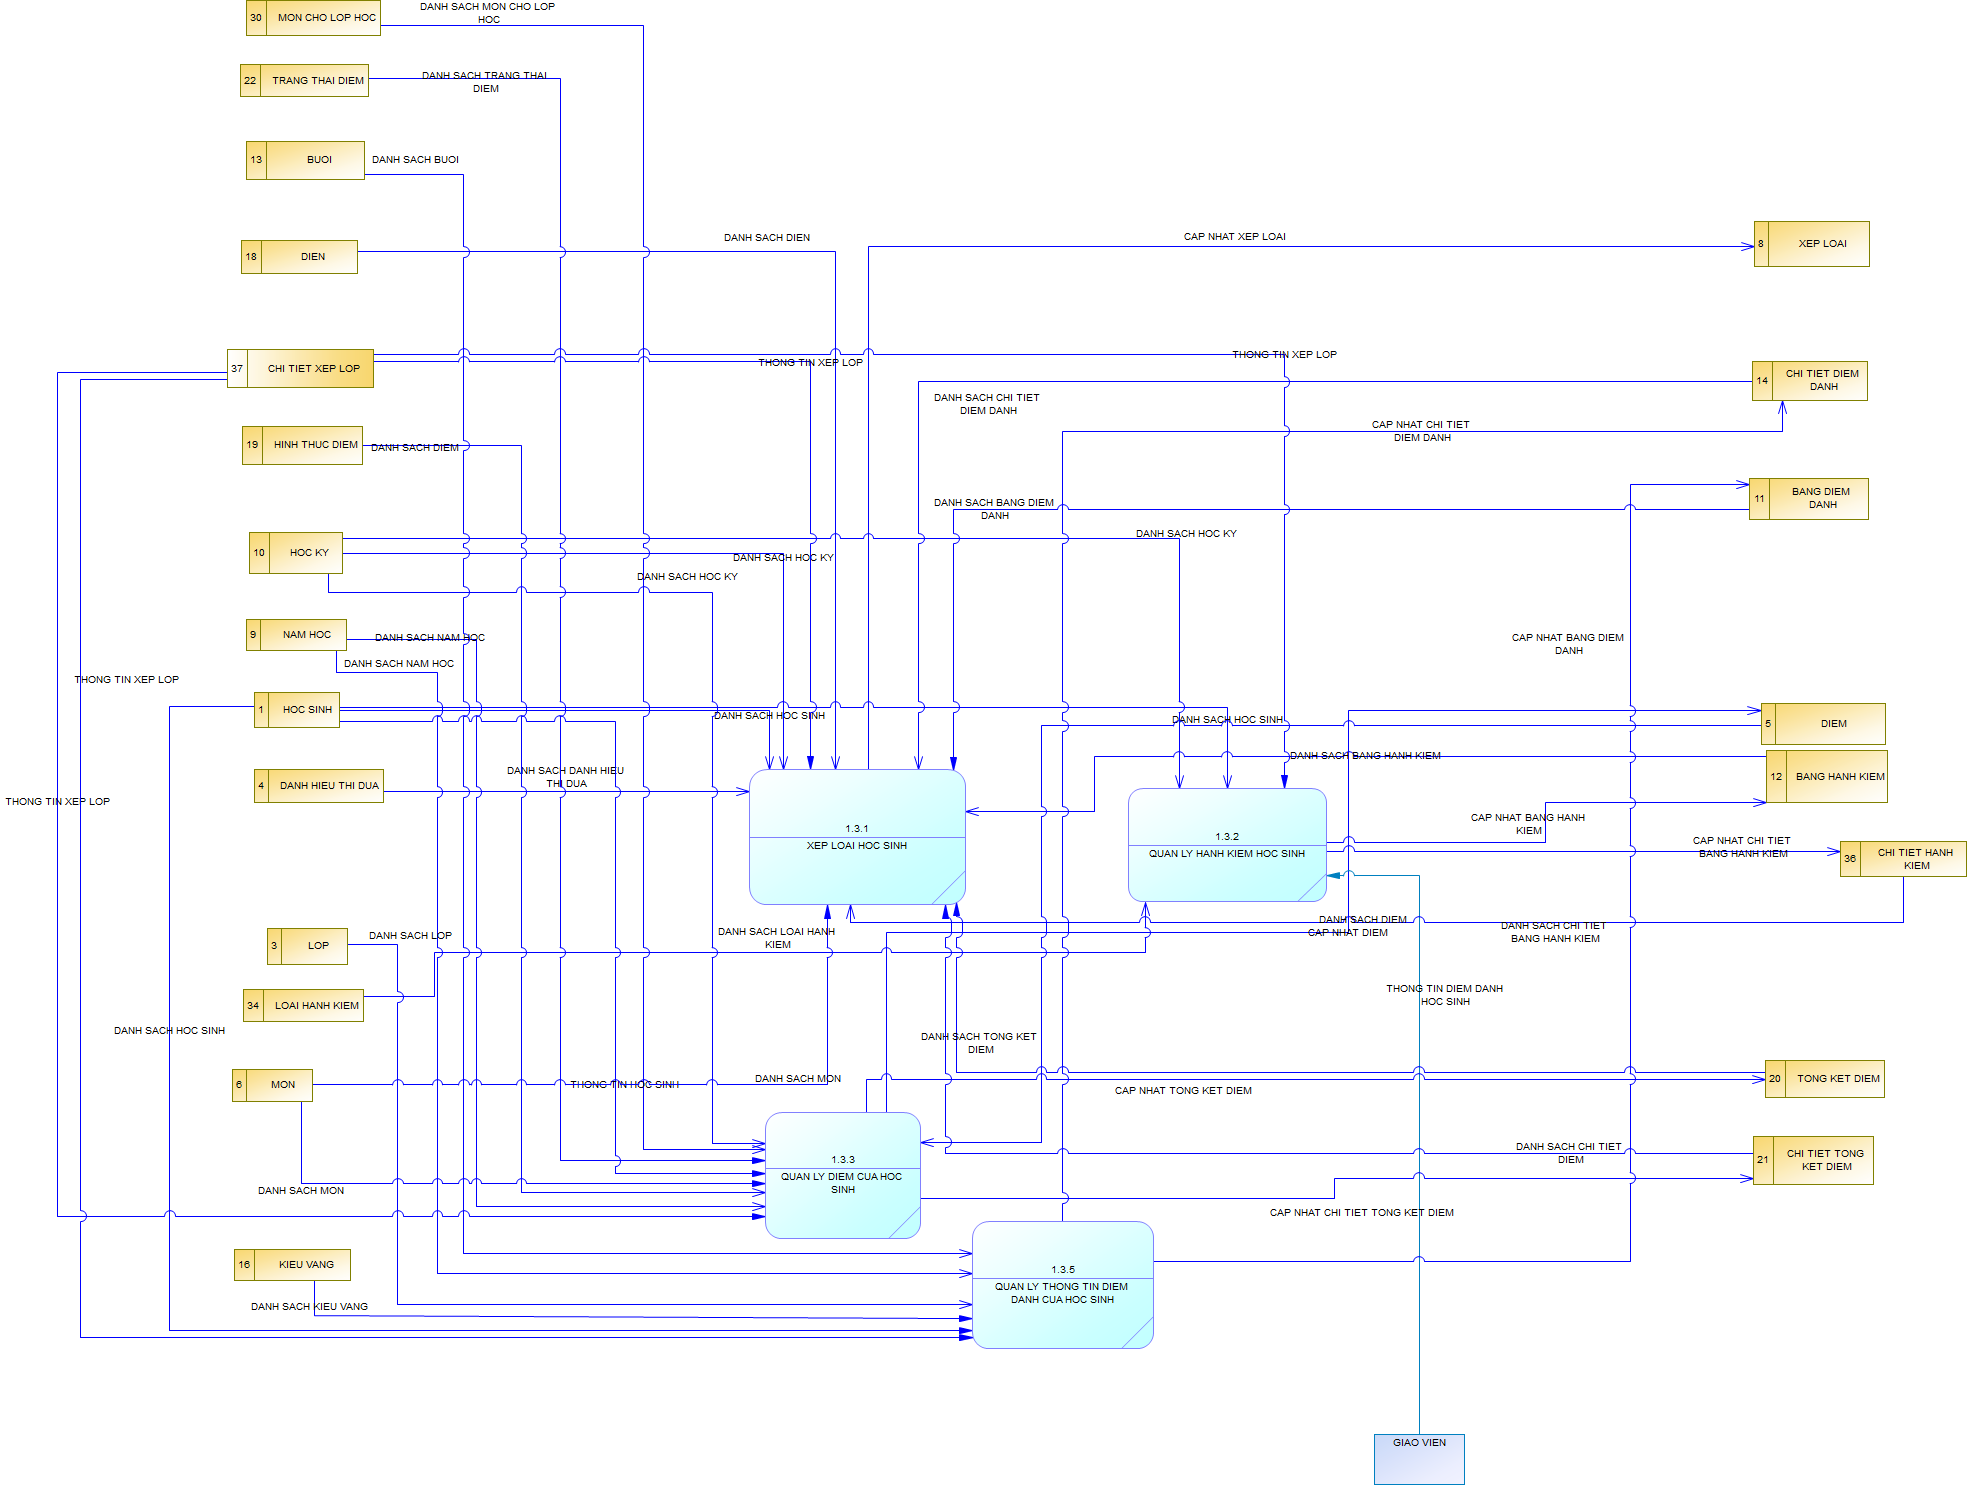 DANH SACH MON CHO LOP
HOC
30 MON CHO LOP HOC
22 TRANG THAI DIEM
DANH SACH TRANG THAI
DIEM
13 BUOI
DANH SACH BUOI
18 DIEN
DANH SACH DIEN
CAP NHAT XEP LOAI
8 XEP LOAI
37 CHI TIET XEP LOP
THONG TIN XEP LOP
THONG TIN XEP LOP
14 CHI TIET DIEM
DANH
DANH SACH CHI TIET
DIEM DANH
CAP NHAT CHI TIET
DIEM DANH
19 HINH THUC DIEM
DANH SACH DIEM
11 BANG DIEM
DANH
DANH SACH BANG DIEM
DANH
10 HOC KY
DANH SACH HOC KY
DANH SACH HOC KY
DANH SACH HOC KY
9 NAM HOC
DANH SACH NAM HOC
DANH SACH NAM HOC
CAP NHAT BANG DIEM
DANH
THONG TIN XEP LOP
1 HOC SINH
DANH SACH HOC SINH
DANH SACH HOC SINH
5 DIEM
DANH SACH BANG HANH KIEM
12 BANG HANH KIEM
4 DANH HIEU THI DUA
DANH SACH DANH HIEU
THI DUA
THONG TIN XEP LOP
1.3.1
XEP LOAI HOC SINH
1.3.2
QUAN LY HANH KIEM HOC SINH
CAP NHAT BANG HANH
KIEM
CAP NHAT CHI TIET
BANG HANH KIEM
36 CHI TIET HANH
KIEM
3 LOP
DANH SACH LOP
DANH SACH LOAI HANH
KIEM
DANH SACH DIEM
CAP NHAT DIEM
DANH SACH CHI TIET
BANG HANH KIEM
34 LOAI HANH KIEM
THONG TIN DIEM DANH
HOC SINH
DANH SACH HOC SINH
DANH SACH TONG KET
DIEM
6 MON
THONG TIN HOC SINH
DANH SACH MON
CAP NHAT TONG KET DIEM
20 TONG KET DIEM
1.3.3
QUAN LY DIEM CUA HOC
SINH
DANH SACH CHI TIET
DIEM
21 CHI TIET TONG
KET DIEM
DANH SACH MON
CAP NHAT CHI TIET TONG KET DIEM
16 KIEU VANG
DANH SACH KIEU VANG
1.3.5
QUAN LY THONG TIN DIEM
DANH CUA HOC SINH
GIAO VIEN